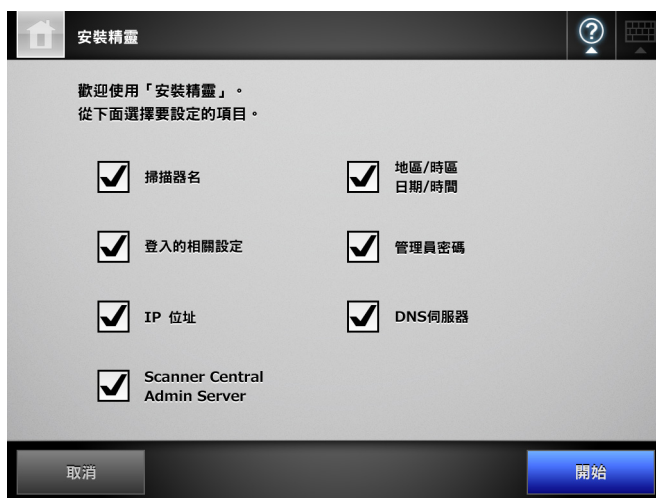 安裝精靈
?
歡迎使用「安裝精靈」。
從下面選擇要設定的項目。
掃描器名
地區/時區
日期/時間
登入的相關設定
管理員密碼
IP 位址
DNS伺服器
Scanner Central
Admin Server
取消
開始